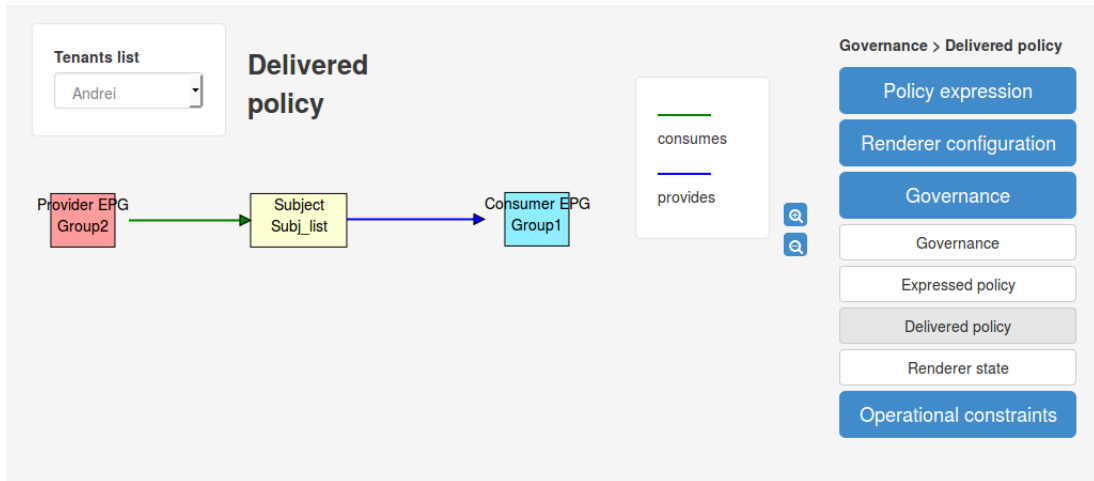 Tenants list
Andrei
Delivered
policy
Provider EPG
Group2
Subject
Subj_list
Consumer EPG
Group1
consumes
provides
Governance > Delivered policy
Policy expression
Renderer configuration
Governance
Governance
Expressed policy
Delivered policy
Renderer state
Operational constraints